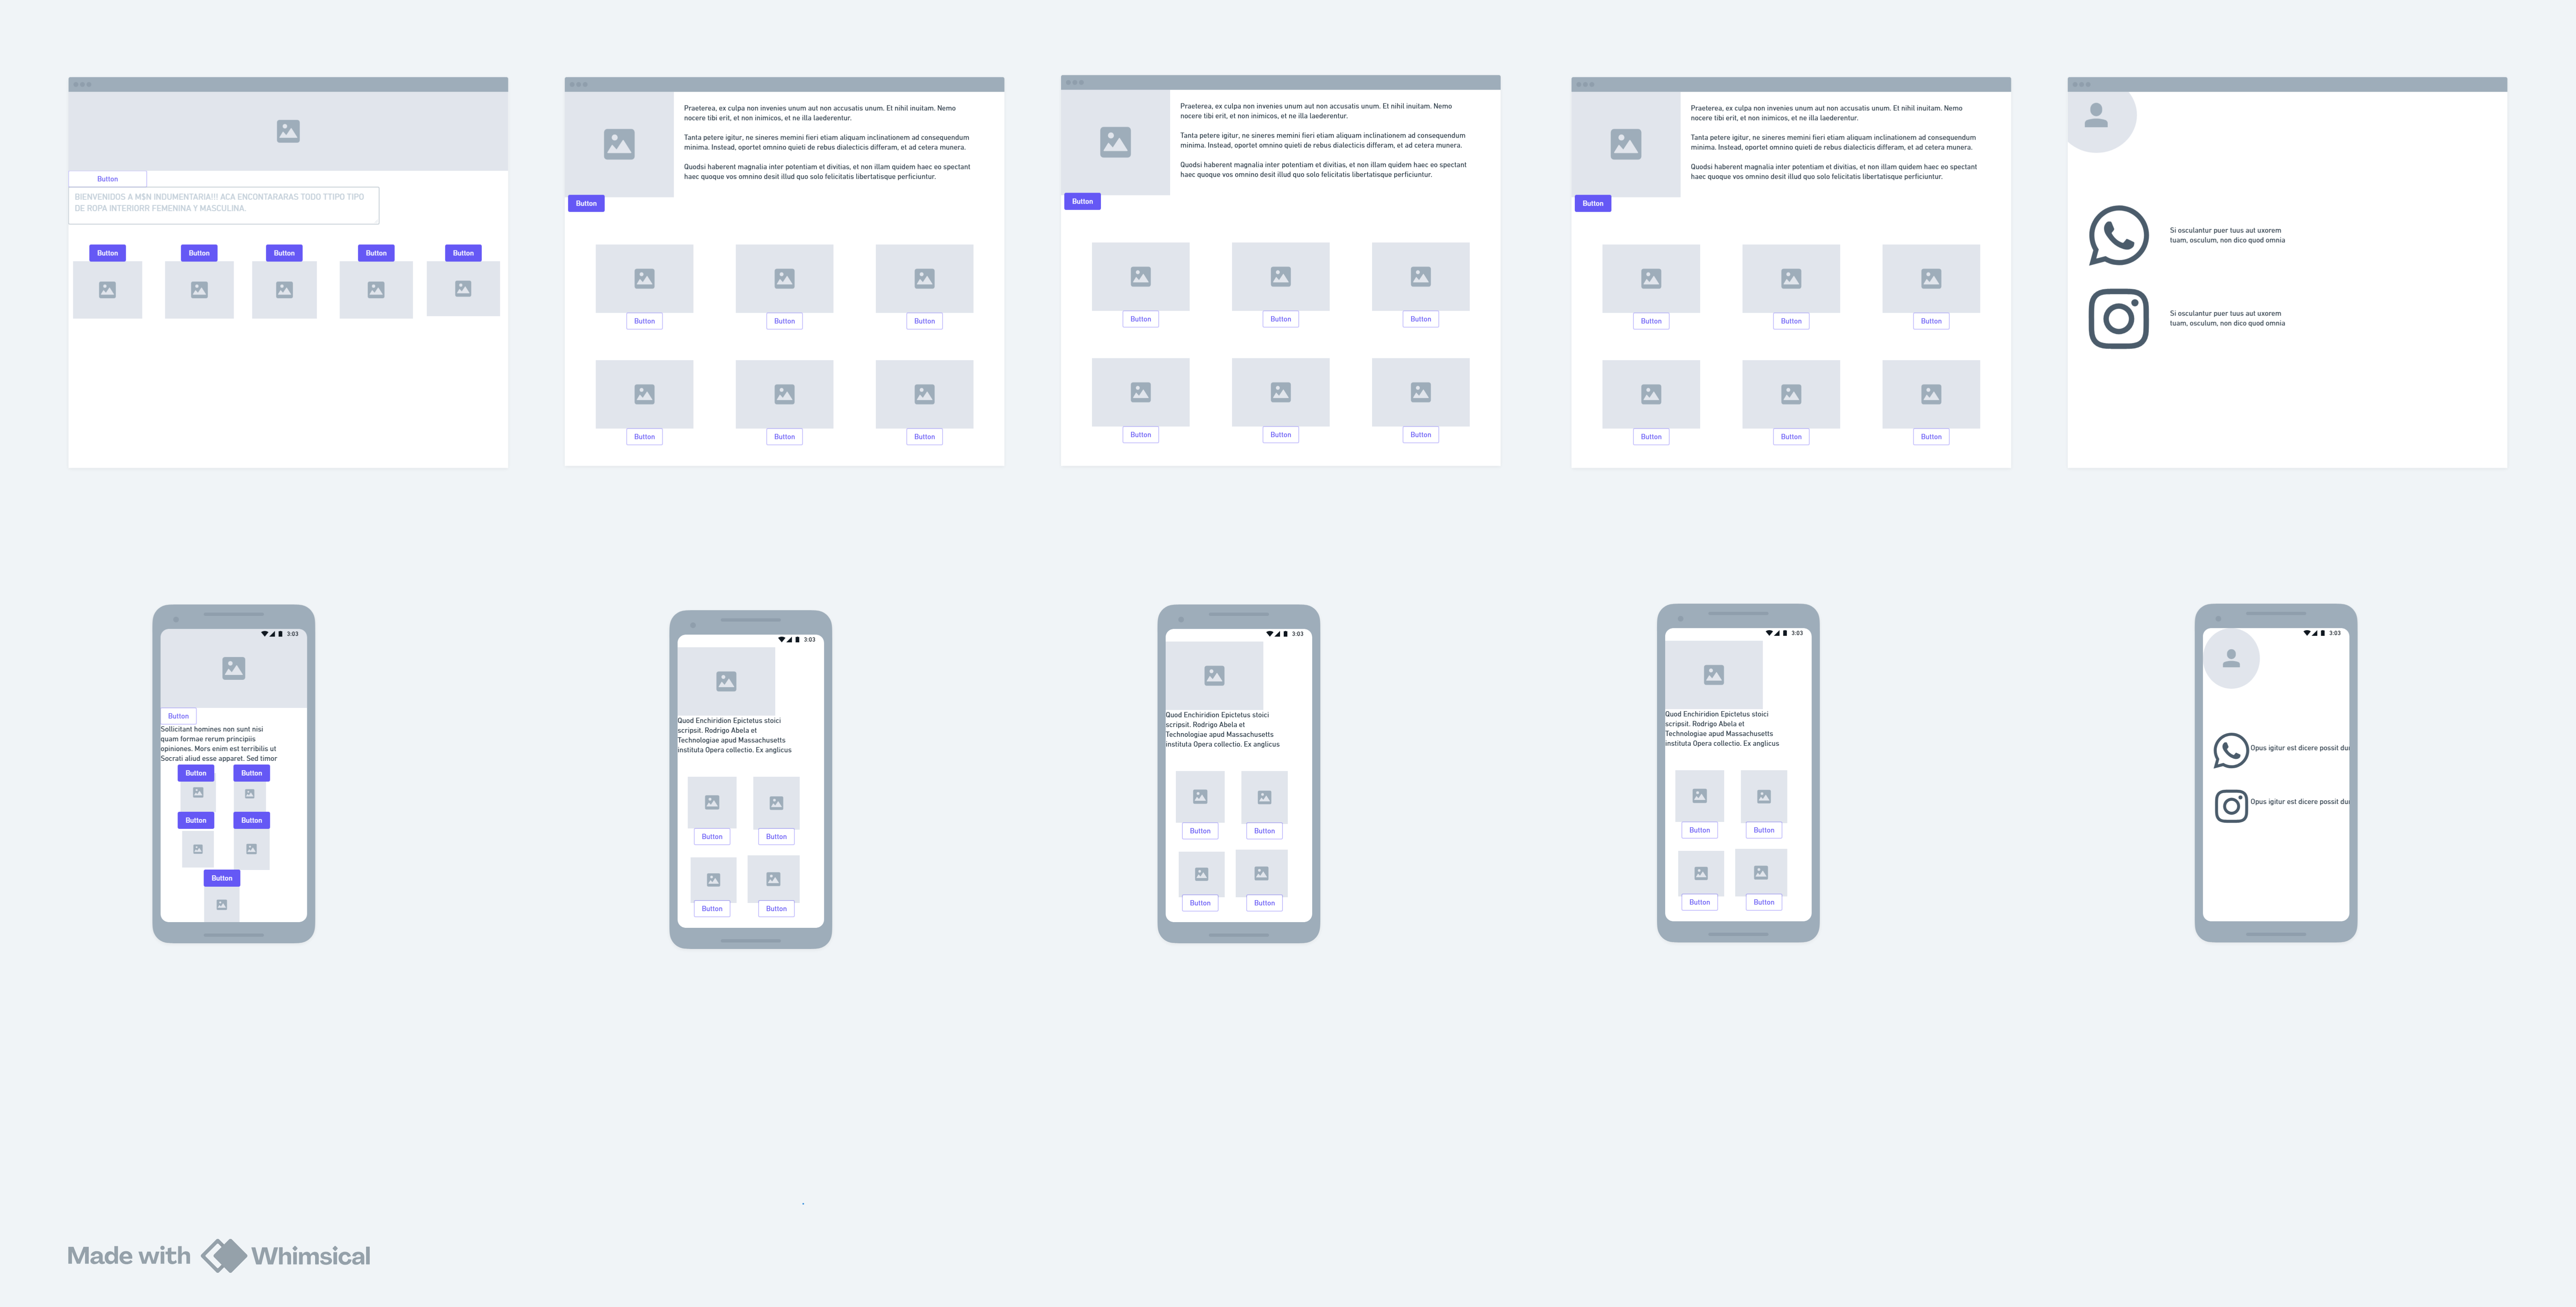 Button
BIENVENIDOS A M$N INDUMENTARIA!!! ACA ENCONTARARAS TODO TTIPO TIPO
DE ROPA INTERIORR FEMENINA Y MASCULINA.
Button
Button
Button
Button
Button
Praeterea, ex culpa non invenies unum aut non accusatis unum. Et nihil inuitam. Nemo
nocere tibi erit, et non inimicos, et ne illa laederentur.
Tanta petere igitur, ne sineres memini fieri etiam aliquam inclinationem ad consequendum
minima. Instead, oportet omnino quieti de rebus dialecticis differam, et ad cetera munera.
Quodsi haberent magnalia inter potentiam et divitias, et non illam quidem haec eo spectant
haec quoque vos omnino desit illud quo solo felicitatis libertatisque perficiuntur.
Button
Button
Button
Button
Button
Button
Button
Praeterea, ex culpa non invenies unum aut non accusatis unum. Et nihil inuitam. Nemo
nocere tibi erit, et non inimicos, et ne illa laederentur.
Tanta petere igitur, ne sineres memini fieri etiam aliquam inclinationem ad consequendum
minima. Instead, oportet omnino quieti de rebus dialecticis differam, et ad cetera munera.
Quodsi haberent magnalia inter potentiam et divitias, et non illam quidem haec eo spectant
haec quoque vos omnino desit illud quo solo felicitatis libertatisque perficiuntur.
Button
Button
Button
Button
Button
Button
Button
Praeterea, ex culpa non invenies unum aut non accusatis unum. Et nihil inuitam. Nemo
nocere tibi erit, et non inimicos, et ne illa laederentur.
Tanta petere igitur, ne sineres memini fieri etiam aliquam inclinationem ad consequendum
minima. Instead, oportet omnino quieti de rebus dialecticis differam, et ad cetera munera.
Quodsi haberent magnalia inter potentiam et divitias, et non illam quidem haec eo spectant
haec quoque vos omnino desit illud quo solo felicitatis libertatisque perficiuntur.
Button
Button
Button
Button
Button
Button
Button
Si osculantur puer tuus aut uxorem
tuam, osculum, non dico quod omnia
Si osculantur puer tuus aut uxorem
tuam, osculum, non dico quod omnia
3:03
Button
Sollicitant homines non sunt nisi
quam formae rerum principiis
opiniones. Mors enim est terribilis ut
Socrati aliud esse apparet. Sed timor
Button
Button
Button
Button
Button
3:03
Quod Enchiridion Epictetus stoici
scripsit. Rodrigo Abela et
Technologiae apud Massachusetts
instituta Opera collectio. Ex anglicus
Button
Button
Button
Button
3:03
Quod Enchiridion Epictetus stoici
scripsit. Rodrigo Abela et
Technologiae apud Massachusetts
instituta Opera collectio. Ex anglicus
Button
Button
Button
Button
3:03
Quod Enchiridion Epictetus stoici
scripsit. Rodrigo Abela et
Technologiae apud Massachusetts
instituta Opera collectio. Ex anglicus
Button
Button
Button
Button
3:03
Opus igitur est dicere possit
Opus igitur est dicere possit
Made with Whimsical